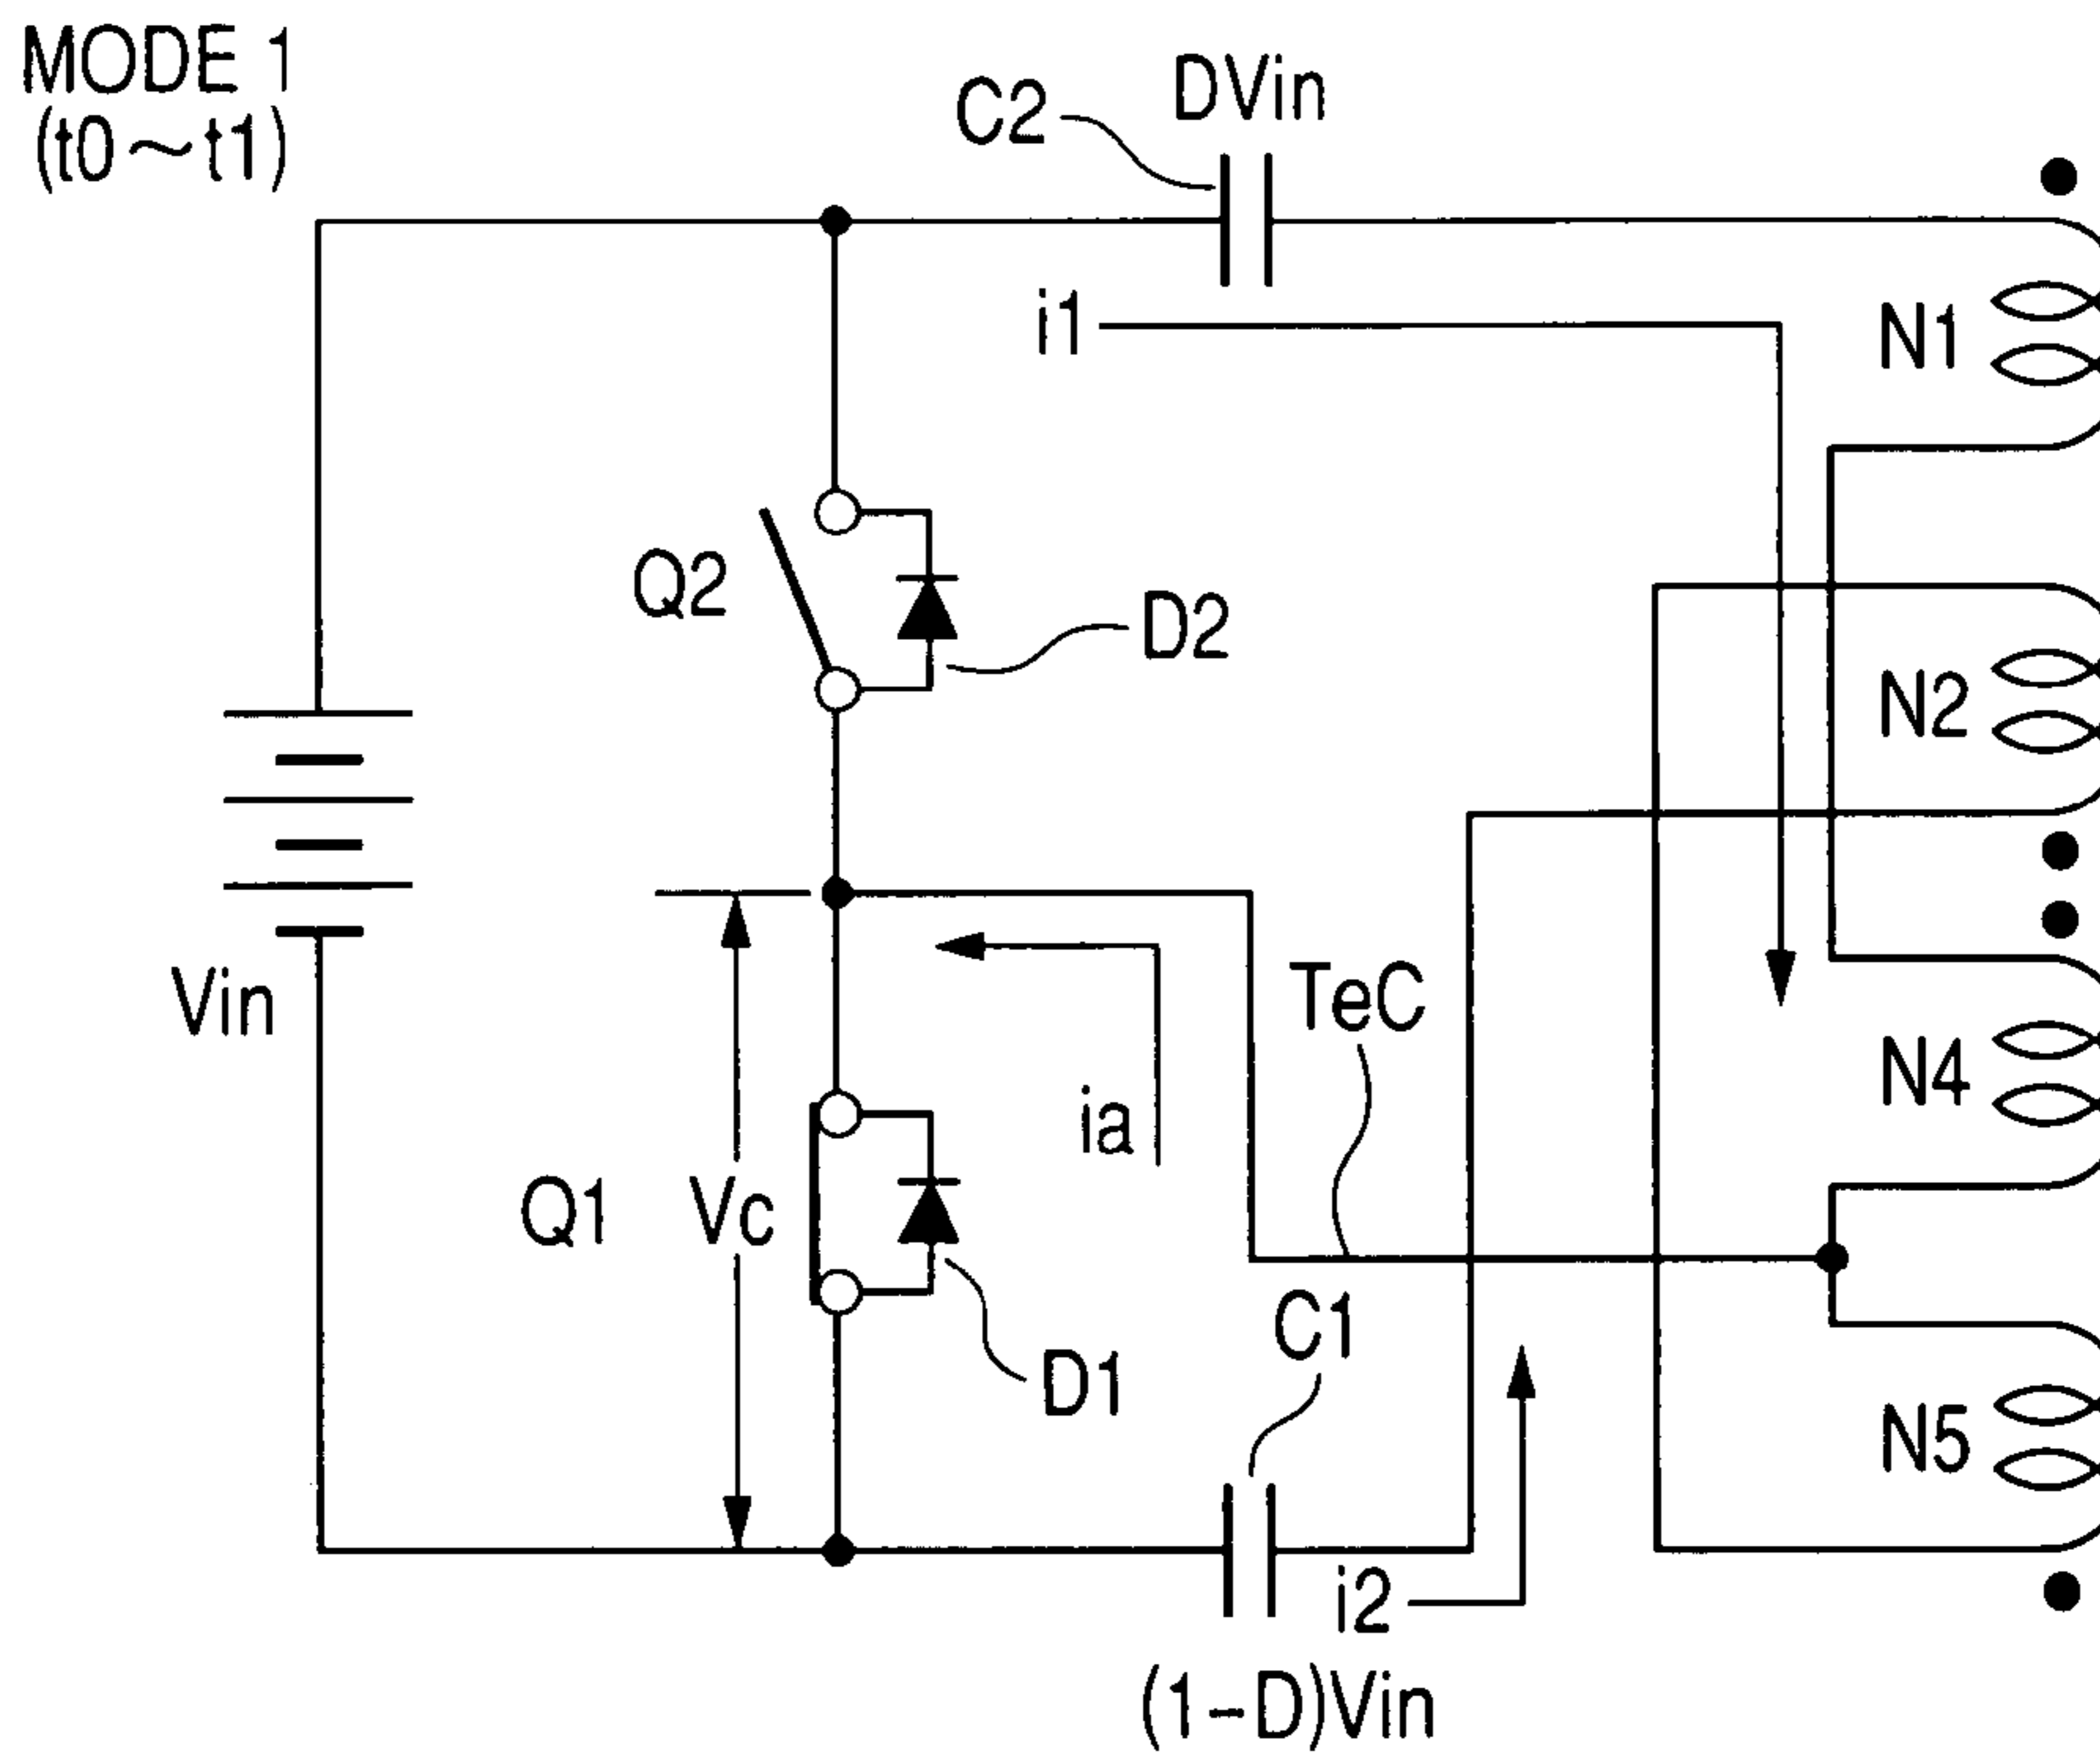 MODE 1
(t0~t1)
C2
DVin
i1
N1
Q2
D2
N2
Vin
TeC
ia
N4
Q1
Vc
C1
D1
N5
i2
(1-D)Vin